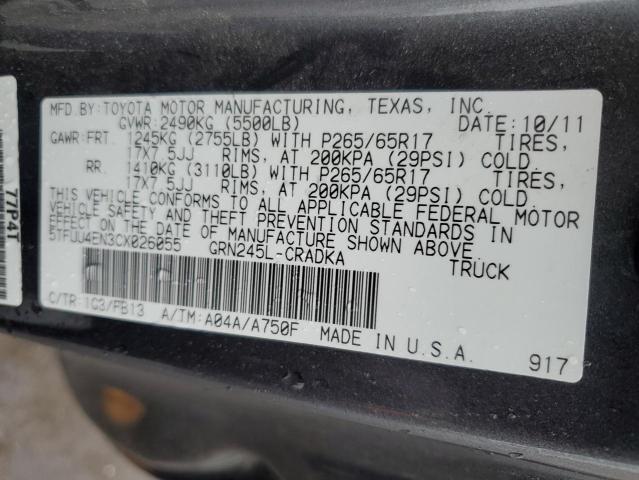 MFD BY:TOYOTA MOTOR MANUFACTURING, TEXAS, INC.
GVWR:2490KG (5500LB) DATE:10/11
GAWR:FRT. 1245KG (2755LB) WITH P265/65R17 TIRES,
17X7.5JJ RIMS, AT 200KPA (29PSI) COLD
RR. 1410KG (3110LB) WITH P265/65R17 TIRES,
17X7.5JJ RIMS, AT 200KPA (29PSI) COLD
THIS VEHICLE CONFORMS TO ALL APPLICABLE FEDERAL MOTOR
VEHICLE SAFETY AND THEFT PREVENTION STANDARDS IN
EFFECT ON THE DATE OF MANUFACTURE SHOWN ABOVE.
5TFUU4EN3CX026055 GRN245L-CRADKA TRUCK
C/TR:1G3/FB13 A/TM:A04A/A750F MADE IN U.S.A.
917
77P4T